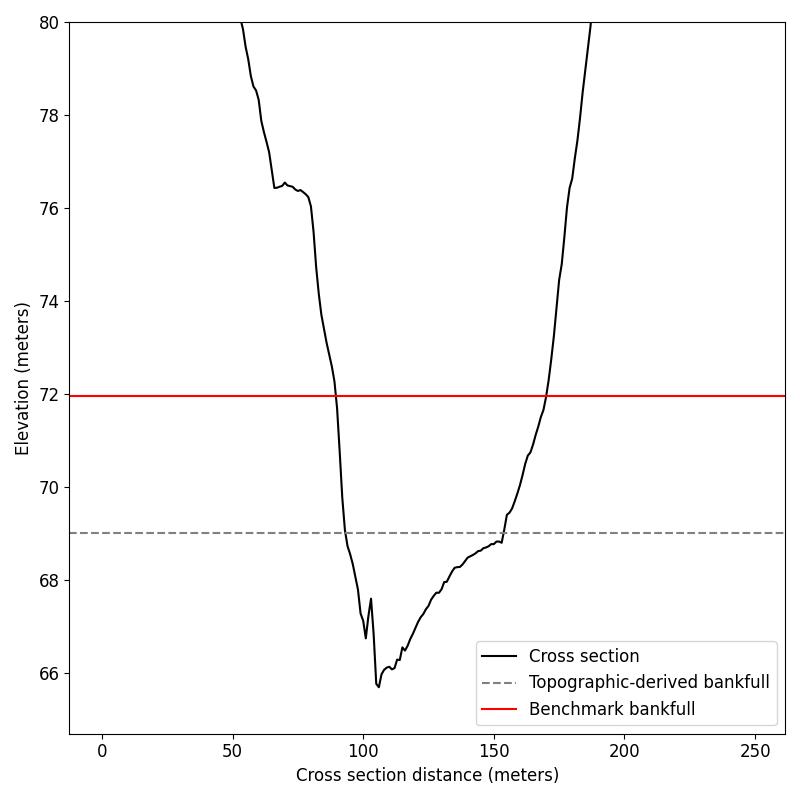 80
78
76
74
72
70
68
66
Elevation (meters)
Cross section
Topographic-derived bankfull
Benchmark bankfull
0
50
100
150
200
250
Cross section distance (meters)